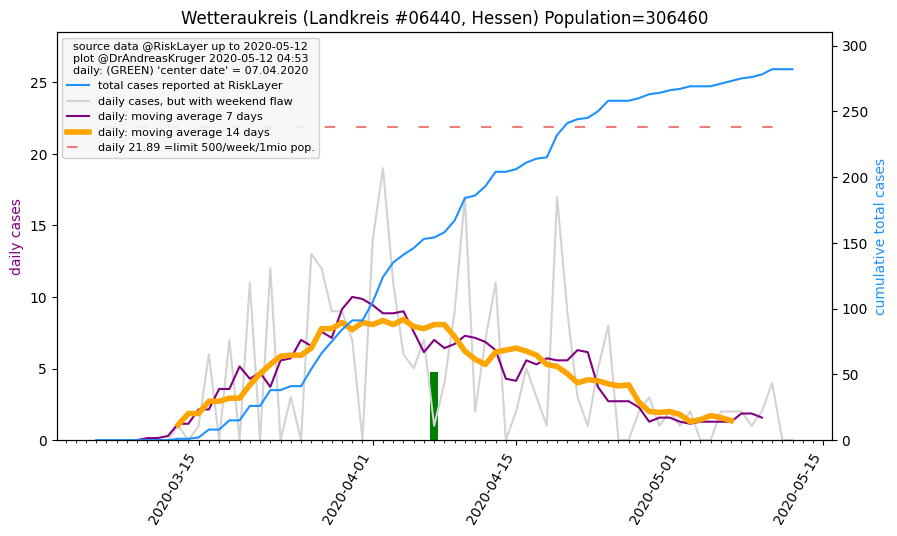 Wetteraukreis (Landkreis #06440, Hessen) Population=306460
source data @RiskLayer up to 2020-05-12
plot @DrAndreasKruger 2020-05-12 04:53
daily: (GREEN) 'center date' = 07.04.2020
total cases reported at RiskLayer
daily cases, but with weekend flaw
daily: moving average 7 days
daily: moving average 14 days
daily 21.89 =limit 500/week/1mio pop.
daily cases
0
5
10
15
20
25
cumulative total cases
0
50
100
150
200
250
300
2020-03-15
2020-04-01
2020-04-15
2020-05-01
2020-05-15